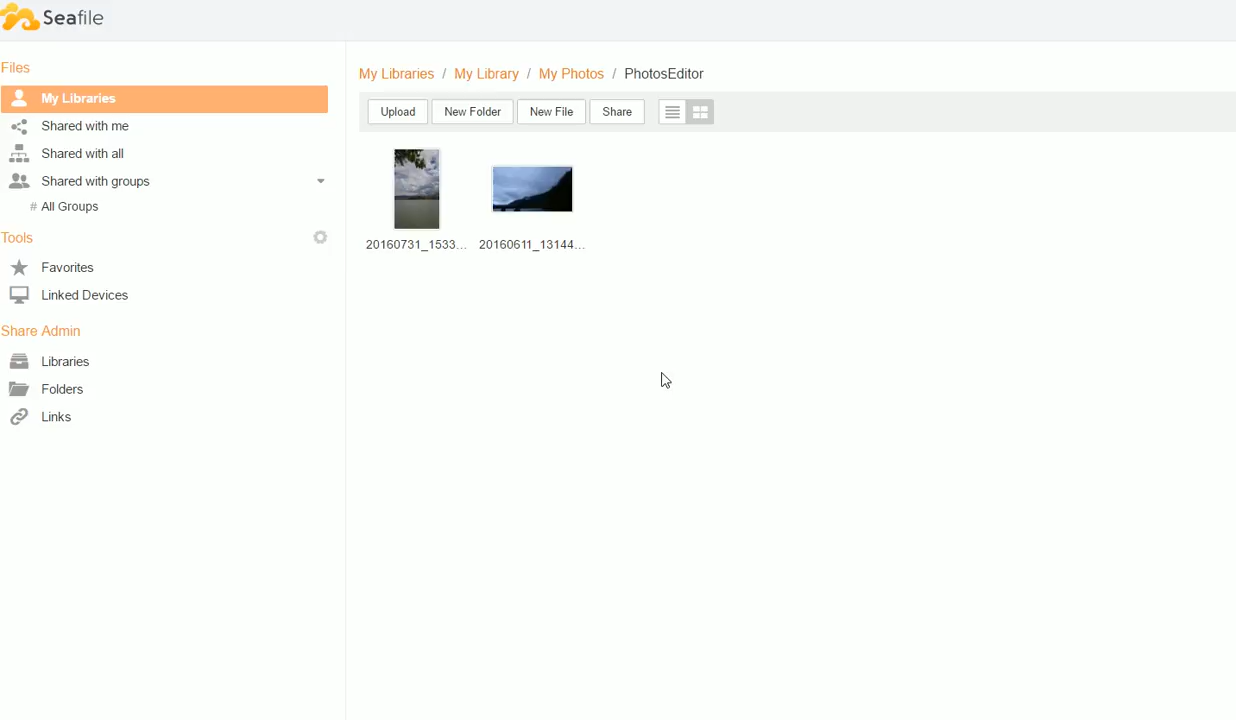 Seafile
Files
My Libraries
Shared with me
Shared with all
Shared with groups
# All Groups
Tools
Favorites
Linked Devices
Share Admin
Libraries
Folders
Links
My Libraries / My Library / My Photos / PhotosEditor
Upload New Folder New File Share
20160731_1533... 20160611_13144...